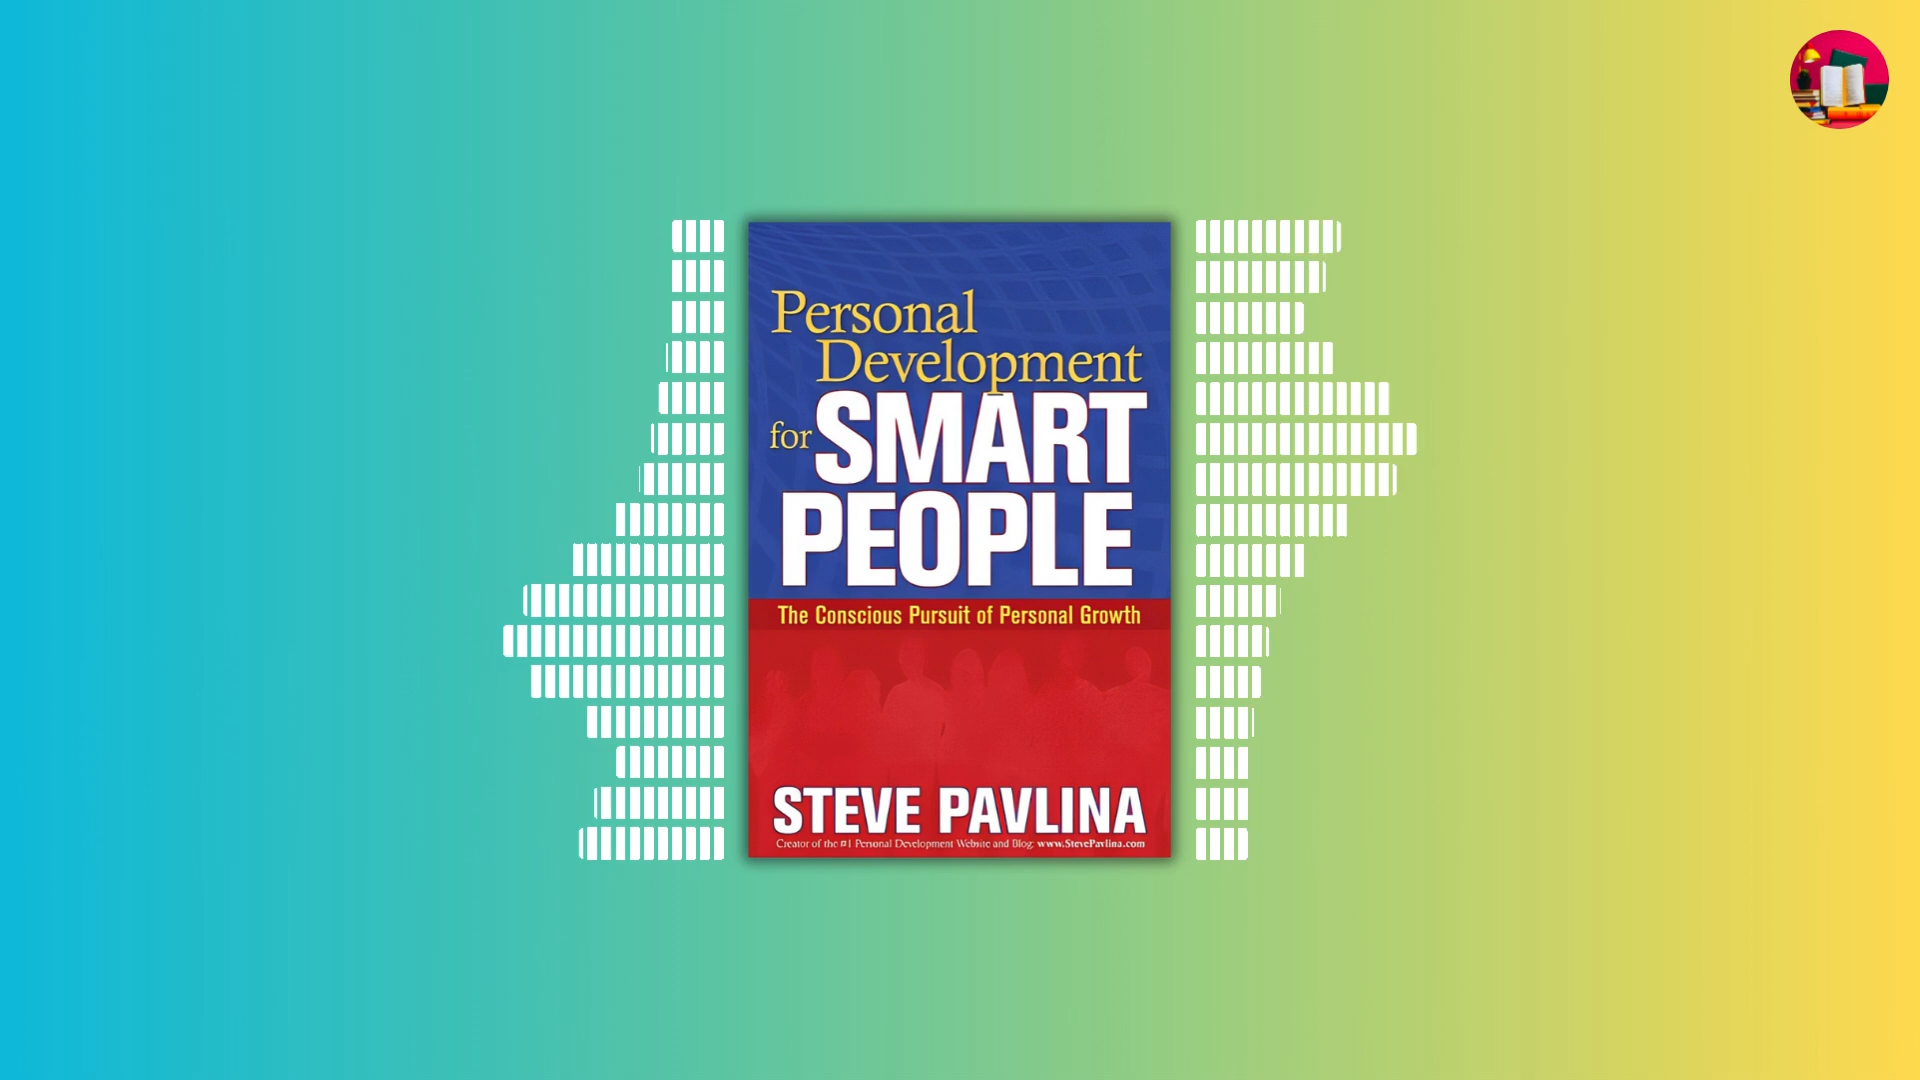 Personal
Development
for SMART
PEOPLE
The Conscious Pursuit of Personal Growth
STEVE PAVLINA
Creator of the #1 Personal Development Website and Blog: www.StevePavlina.com